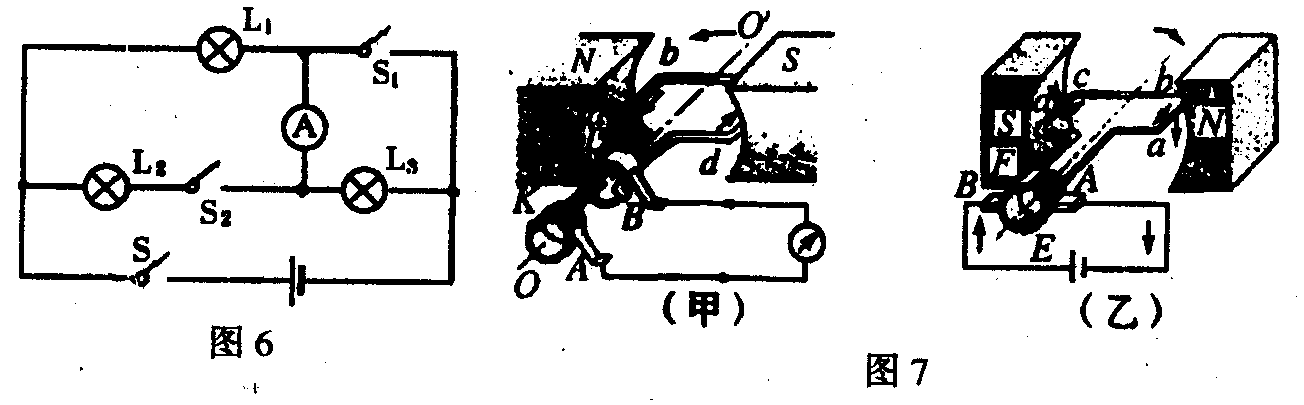 L₁
S₁
A
L₂
S₂
L₃
S
图 6
N
b
O′
S
d
K
B
A
O
(甲)
S
F
c
b
N
a
B
A
E
(乙)
图 7